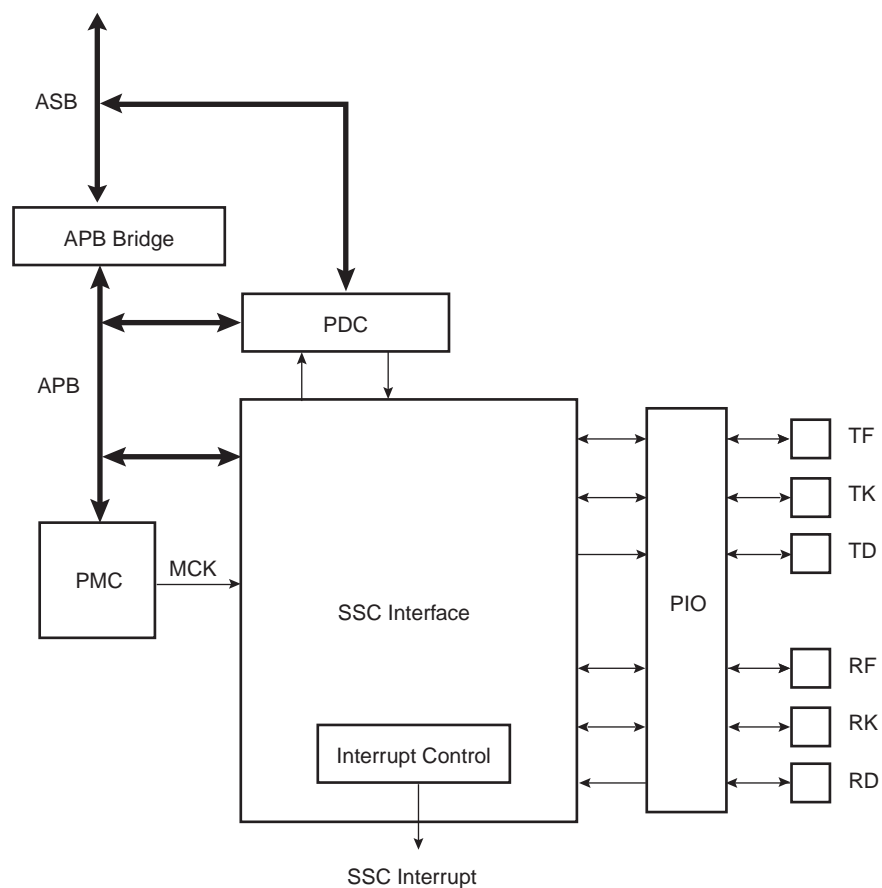 ASB
APB Bridge
PDC
APB
TF
TK
TD
PMC
MCK
SSC Interface
PIO
RF
RK
RD
Interrupt Control
SSC Interrupt